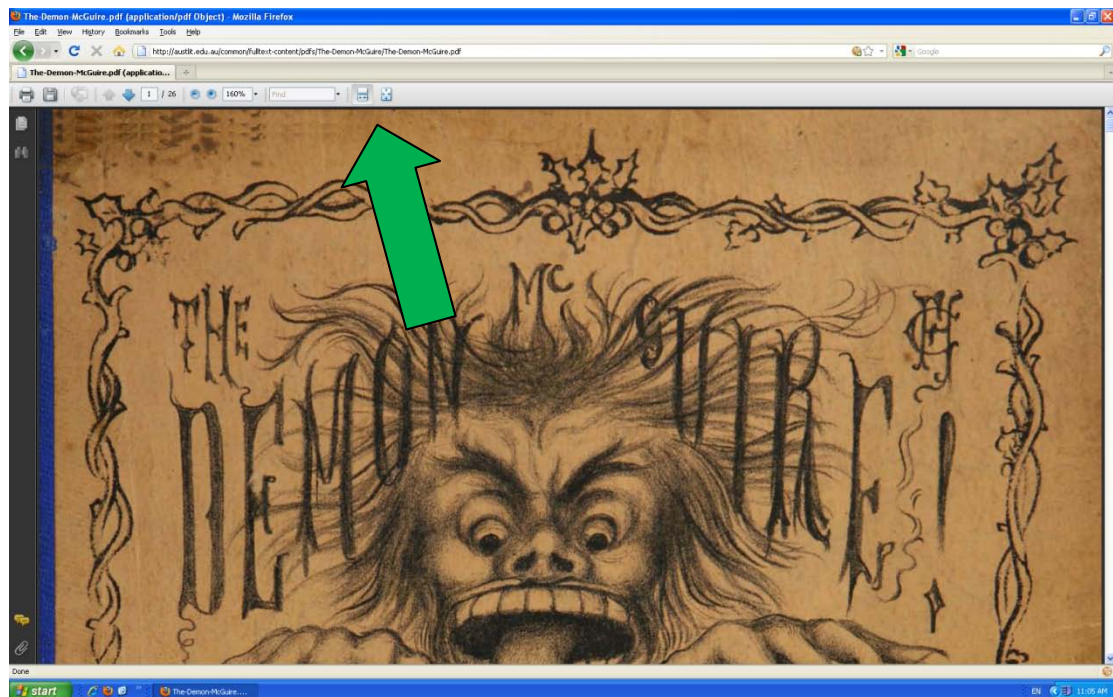 The-Demon-McGuire.pdf (application/pdf Object) - Mozilla Firefox
File Edit View History Bookmarks Tools Help
http://austlit.edu.au/common/fulltext-content/pdfs/The-Demon-McGuire/The-Demon-McGuire.pdf
Google
The-Demon-McGuire.pdf (applicatio...
1 / 26 160% Find
THE
Mc
DEMON
Done
start
The-Demon-McGuire....
EN 11:05 AM